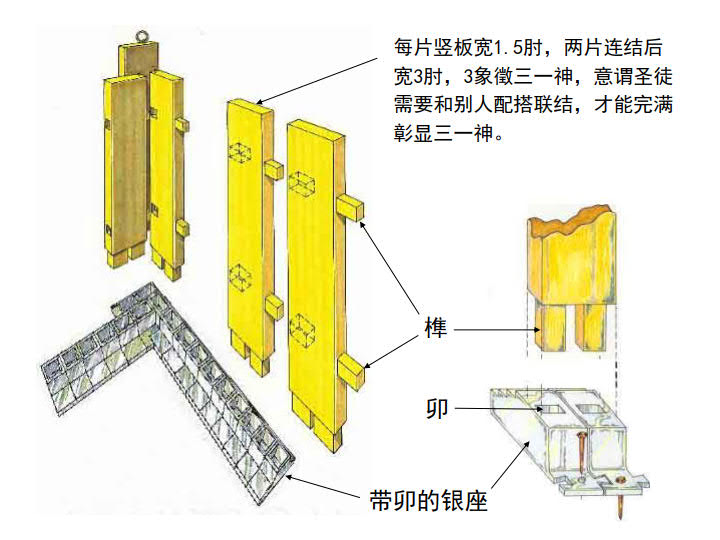 每片竖板宽1.5肘，两片连结后
宽3肘，3象徵三一神，意谓圣徒
需要和别人配搭联结，才能完满
彰显三一神。
榫
卯
带卯的银座